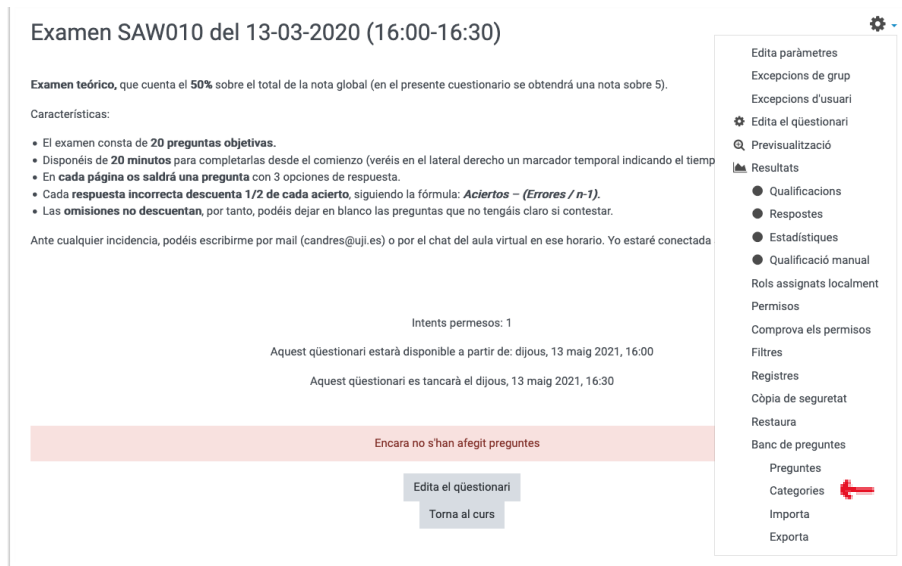 Examen SAW010 del 13-03-2020 (16:00-16:30)
Examen teórico, que cuenta el 50% sobre el total de la nota global (en el presente cuestionario se obtendrá una nota sobre 5).
Características:
• El examen consta de 20 preguntas objetivas.
• Disponéis de 20 minutos para completarlas desde el comienzo (veréis en el lateral derecho un marcador temporal indicando el tiemp
• En cada página os saldrá una pregunta con 3 opciones de respuesta.
• Cada respuesta incorrecta descuenta 1/2 de cada acierto, siguiendo la fórmula: Aciertos – (Errores / n-1).
• Las omisiones no descuentan, por tanto, podéis dejar en blanco las preguntas que no tengáis claro si contestar.
Ante cualquier incidencia, podéis escribirme por mail (candres@uji.es) o por el chat del aula virtual en ese horario. Yo estaré conectada
Intents permesos: 1
Aquest qüestionari estarà disponible a partir de: dijous, 13 maig 2021, 16:00
Aquest qüestionari es tancarà el dijous, 13 maig 2021, 16:30
Encara no s'han afegit preguntes
Edita el qüestionari
Torna al curs
Edita paràmetres
Excepcions de grup
Excepcions d'usuari
Edita el qüestionari
Previsualització
Resultats
Qualificacions
Respostes
Estadístiques
Qualificació manual
Rols assignats localment
Permisos
Comprova els permisos
Filtres
Registres
Còpia de seguretat
Restaura
Banc de preguntes
Preguntes
Categories
Importa
Exporta